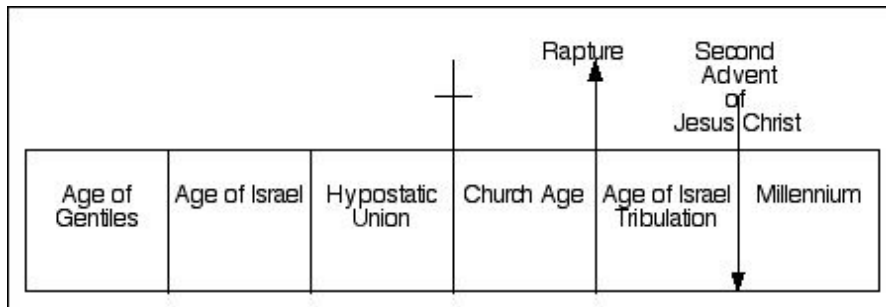 Rapture
Second
Advent
of
Jesus Christ
Age of
Gentiles
Age of Israel
Hypostatic
Union
Church Age
Age of Israel
Tribulation
Millennium